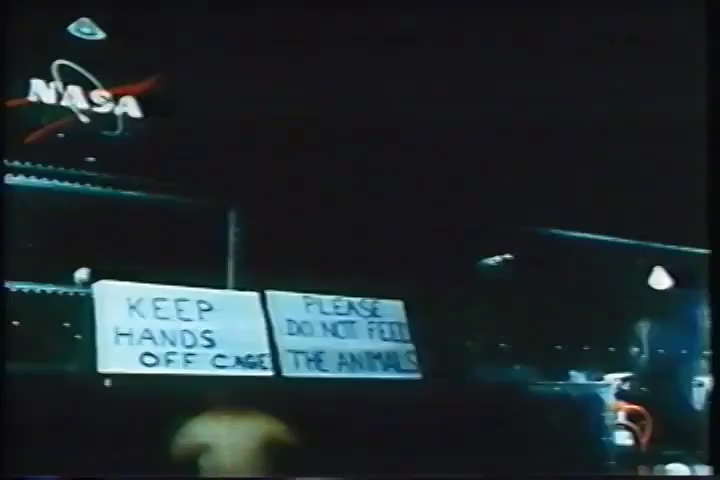 NASA
KEEP
HANDS
OFF CAGE
PLEASE
DO NOT FEED
THE ANIMALS